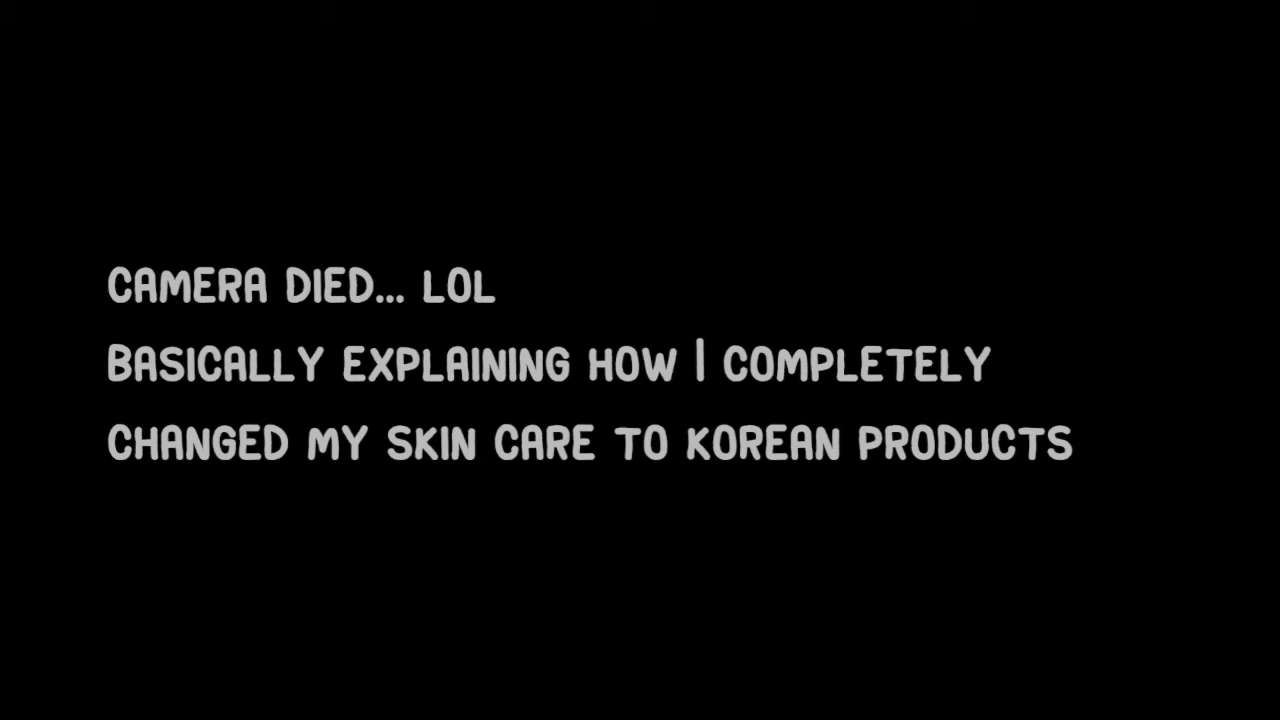 CAMERA DIED... LOL
BASICALLY EXPLAINING HOW I COMPLETELY
CHANGED MY SKIN CARE TO KOREAN PRODUCTS